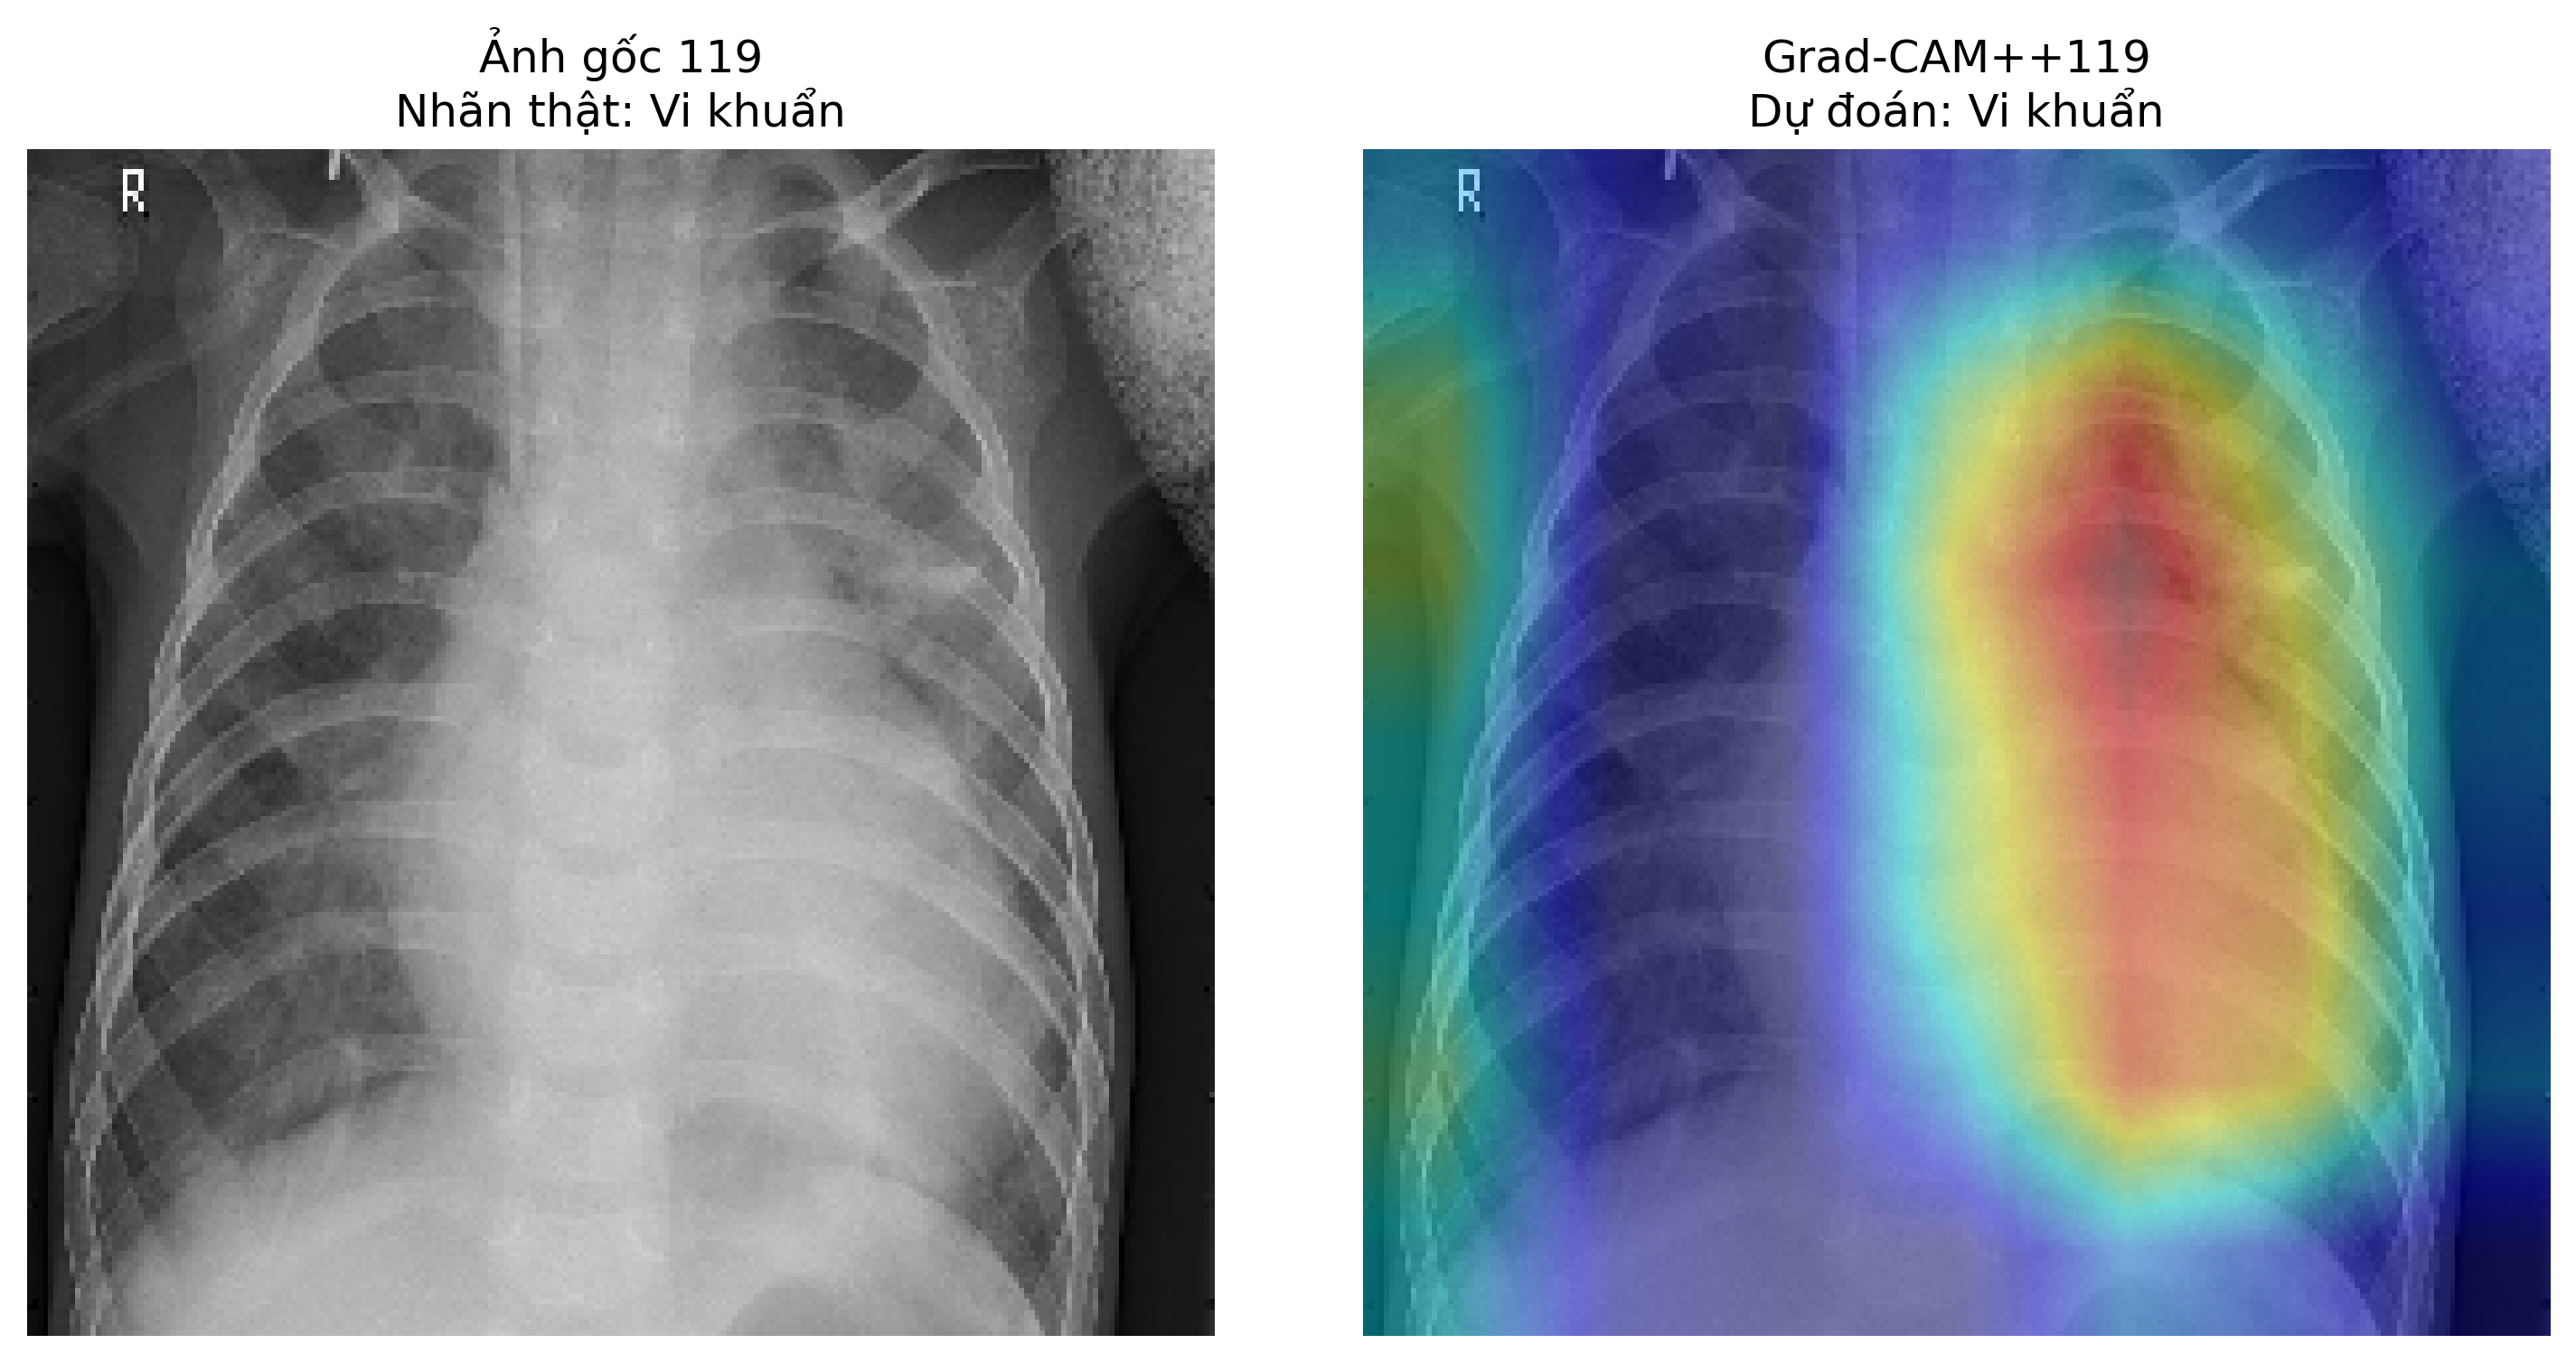 Ảnh gốc 119
Nhãn thật: Vi khuẩn
R
Grad-CAM++119
Dự đoán: Vi khuẩn
R